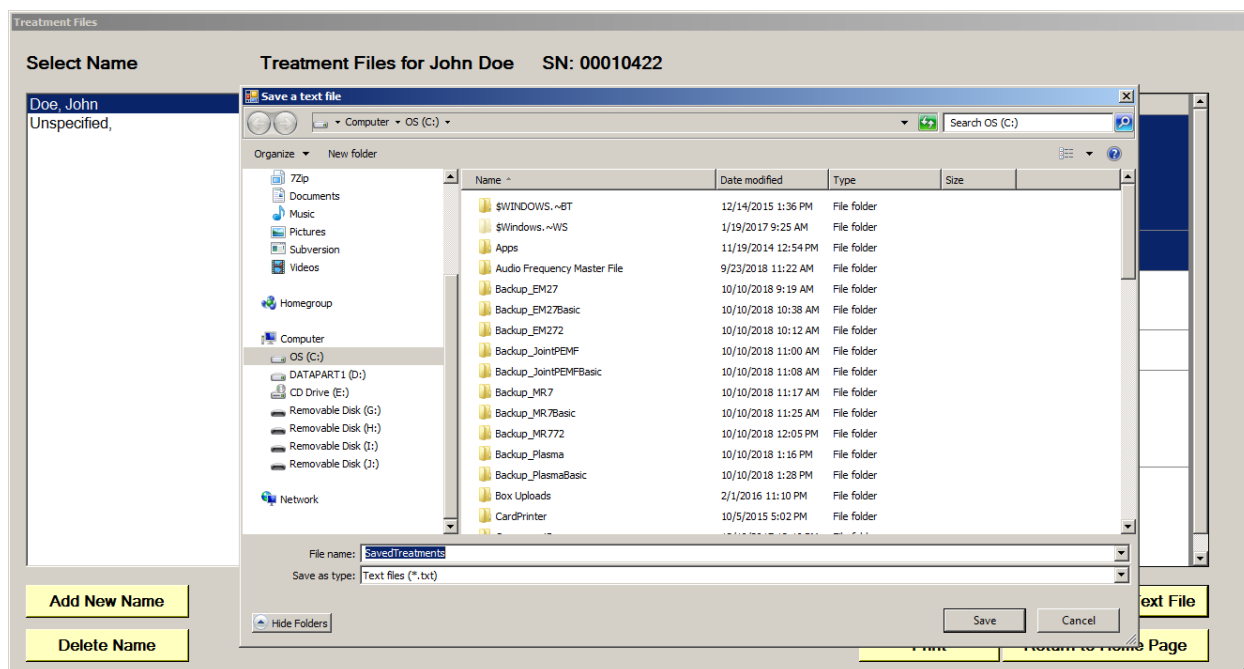 Treatment Files
Select Name
Treatment Files for John Doe SN: 00010422
Doe, John
Unspecified,
Save a text file
Computer OS (C:)
Search OS (C:)
Organize New folder
7Zip
Documents
Music
Pictures
Subversion
Videos
Homegroup
Computer
OS (C:)
DATAPART1 (D:)
CD Drive (E:)
Removable Disk (G:)
Removable Disk (H:)
Removable Disk (I:)
Removable Disk (J:)
Network
Name Date modified Type Size
$WINDOWS.~BT 12/14/2015 1:36 PM File folder
$Windows.~WS 1/19/2017 9:25 AM File folder
Apps 11/19/2014 12:54 PM File folder
Audio Frequency Master File 9/23/2018 11:22 AM File folder
Backup_EM27 10/10/2018 9:19 AM File folder
Backup_EM27Basic 10/10/2018 10:38 AM File folder
Backup_EM272 10/10/2018 10:12 AM File folder
Backup_JointPEMF 10/10/2018 11:00 AM File folder
Backup_JointPEMFBasic 10/10/2018 11:08 AM File folder
Backup_MR7 10/10/2018 11:17 AM File folder
Backup_MR7Basic 10/10/2018 11:25 AM File folder
Backup_MR772 10/10/2018 12:05 PM File folder
Backup_Plasma 10/10/2018 1:16 PM File folder
Backup_PlasmaBasic 10/10/2018 1:28 PM File folder
Box Uploads 2/1/2016 11:10 PM File folder
CardPrinter 10/5/2015 5:02 PM File folder
File name: SavedTreatments
Save as type: Text files (*.txt)
Hide Folders
Save Cancel
Add New Name
Text File
Delete Name
Print
Return to Home Page